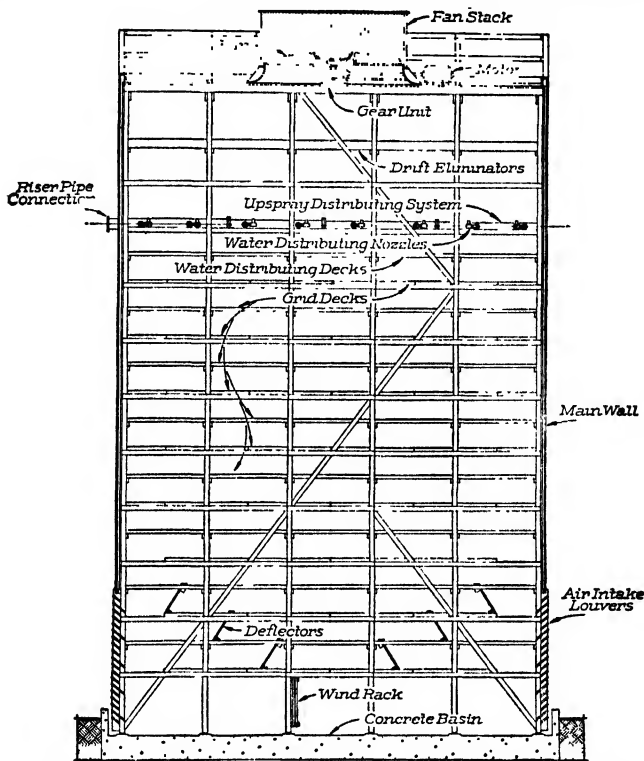 Fan Stack
Motor
Gear Unit
Drift Eliminators
Riser Pipe
Connection
Upspray Distributing System
Water Distributing Nozzles
Water Distributing Decks
Grid Decks
Main Wall
Air Intake
Louvers
Deflectors
Wind Rack
Concrete Basin